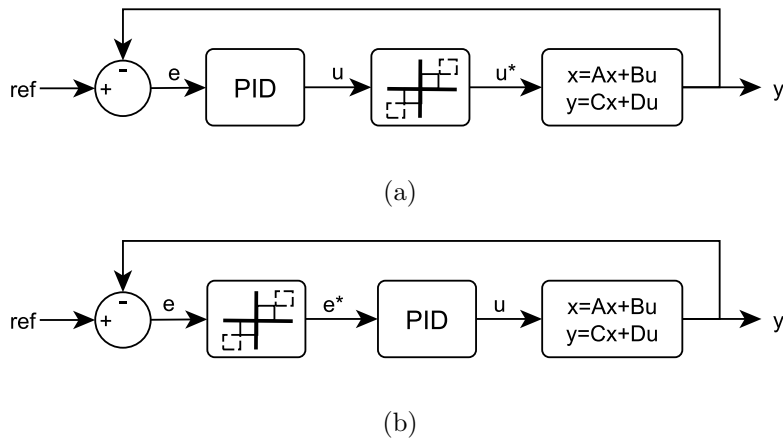 ref + - e PID u u* x=Ax+Bu y
y=Cx+Du
(a)
ref + - e e* PID u x=Ax+Bu y
y=Cx+Du
(b)